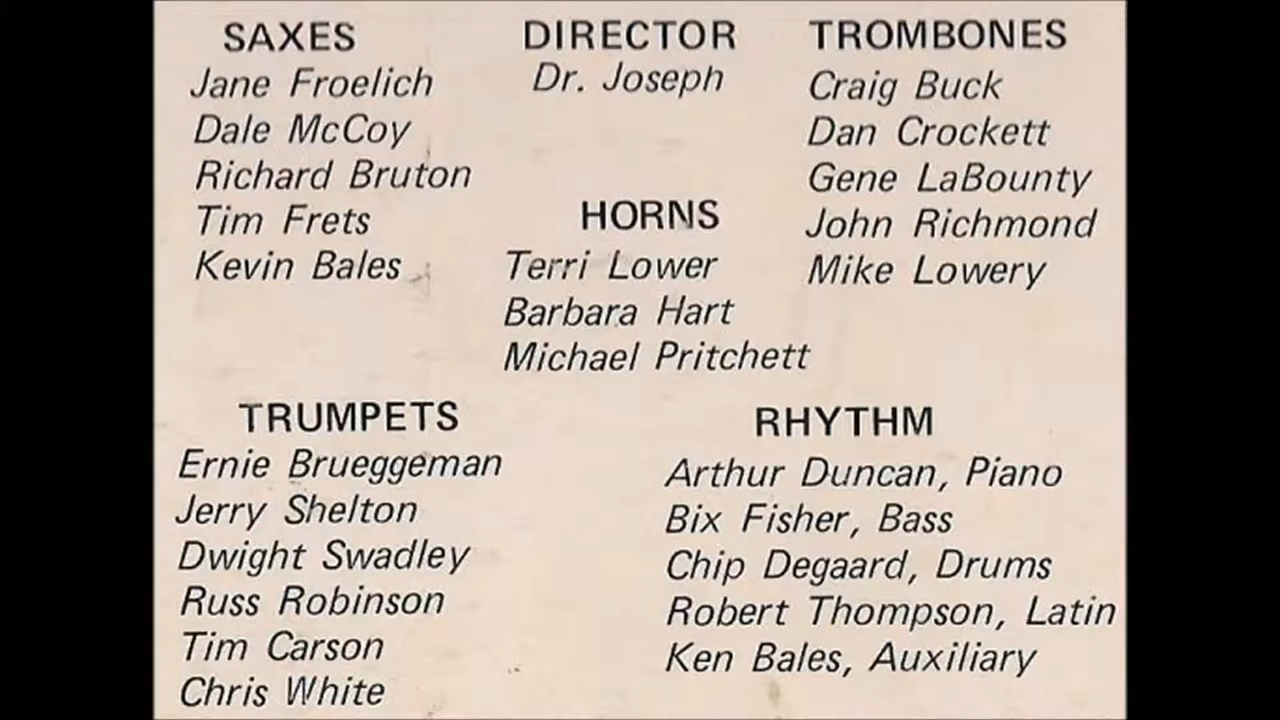 SAXES
Jane Froelich
Dale McCoy
Richard Bruton
Tim Frets
Kevin Bales
DIRECTOR
Dr. Joseph
HORNS
Terri Lower
Barbara Hart
Michael Pritchett
TROMBONES
Craig Buck
Dan Crockett
Gene LaBounty
John Richmond
Mike Lowery
TRUMPETS
Ernie Brueggeman
Jerry Shelton
Dwight Swadley
Russ Robinson
Tim Carson
Chris White
RHYTHM
Arthur Duncan, Piano
Bix Fisher, Bass
Chip Degaard, Drums
Robert Thompson, Latin
Ken Bales, Auxiliary